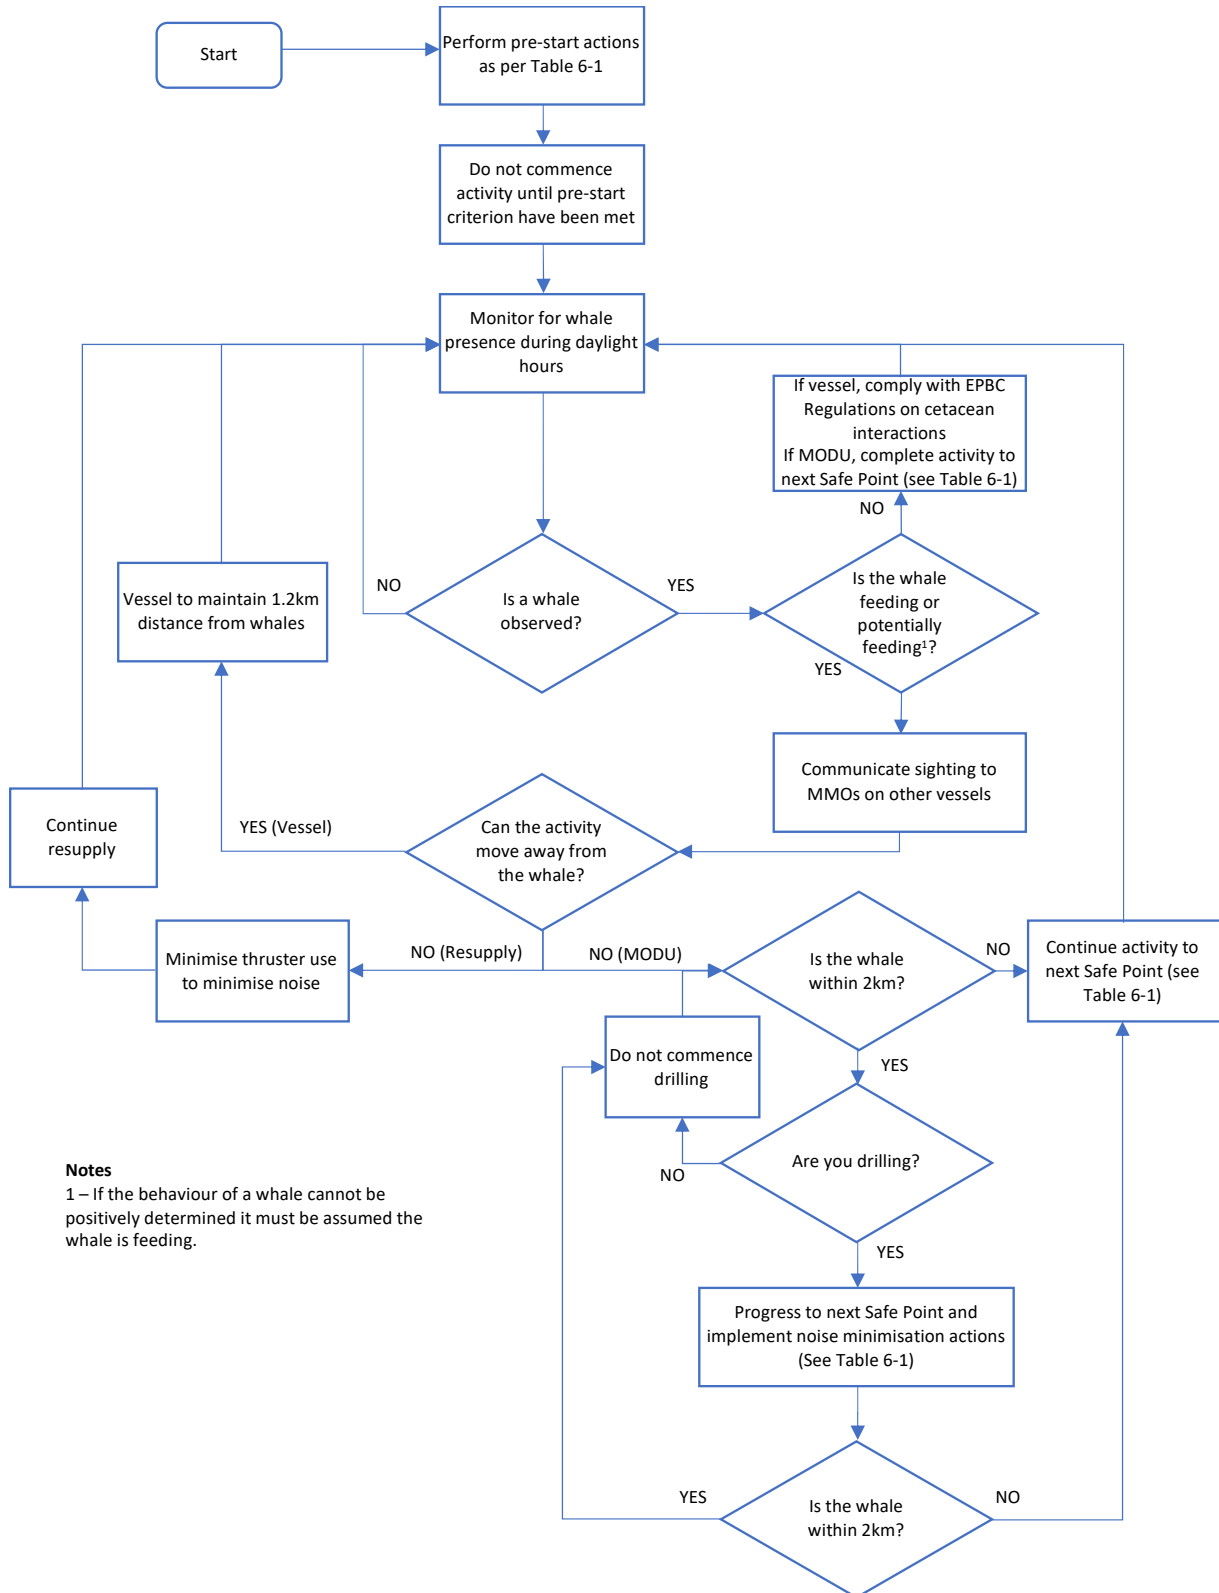 Start
Perform pre-start actions
as per Table 6-1
Do not commence
activity until pre-start
criterion have been met
Monitor for whale
presence during daylight
hours
If vessel, comply with EPBC
Regulations on cetacean
interactions
If MODU, complete activity to
next Safe Point (see Table 6-1)
NO
Is a whale
observed?
NO
YES
Is the whale
feeding or
potentially
feeding¹?
YES
Vessel to maintain 1.2km
distance from whales
Communicate sighting to
MMOs on other vessels
Can the activity
move away from
the whale?
YES (Vessel)
Continue
resupply
Minimise thruster use
to minimise noise
NO (Resupply)
NO (MODU)
Is the whale
within 2km?
NO
Continue activity to
next Safe Point (see
Table 6-1)
YES
Do not commence
drilling
Are you drilling?
NO
YES
Notes
1 – If the behaviour of a whale cannot be
positively determined it must be assumed the
whale is feeding.
Progress to next Safe Point and
implement noise minimisation actions
(See Table 6-1)
Is the whale
within 2km?
YES
NO